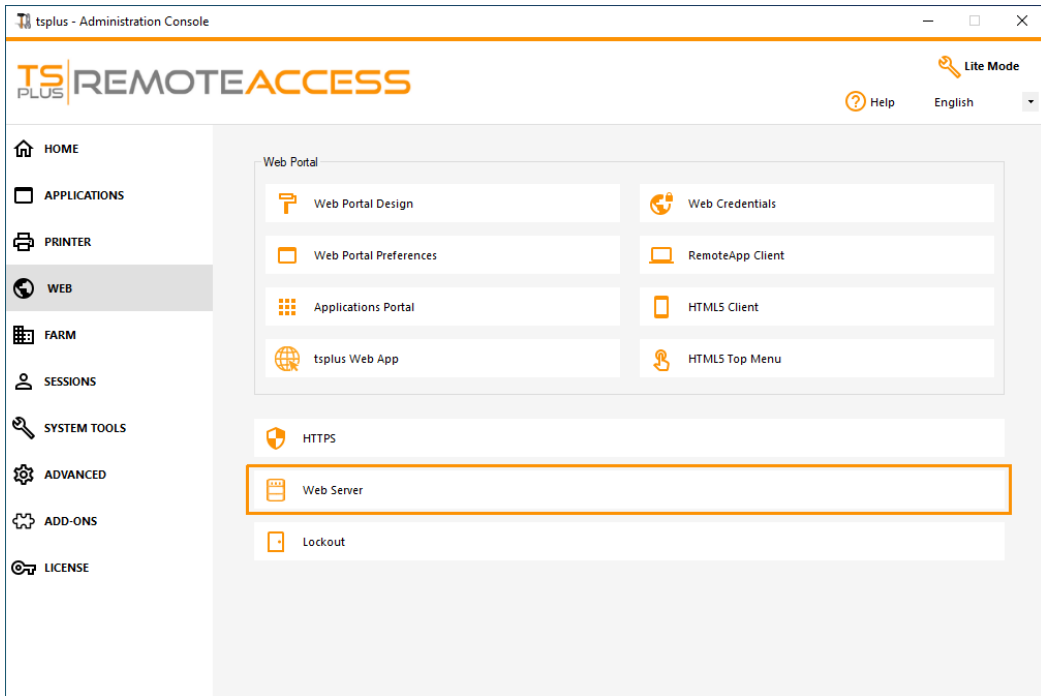 tsplus - Administration Console
TS PLUS REMOTEACCESS
Lite Mode
Help
English
HOME
APPLICATIONS
PRINTER
WEB
FARM
SESSIONS
SYSTEM TOOLS
ADVANCED
ADD-ONS
LICENSE
Web Portal
Web Portal Design
Web Credentials
Web Portal Preferences
RemoteApp Client
Applications Portal
HTML5 Client
tsplus Web App
HTML5 Top Menu
HTTPS
Web Server
Lockout